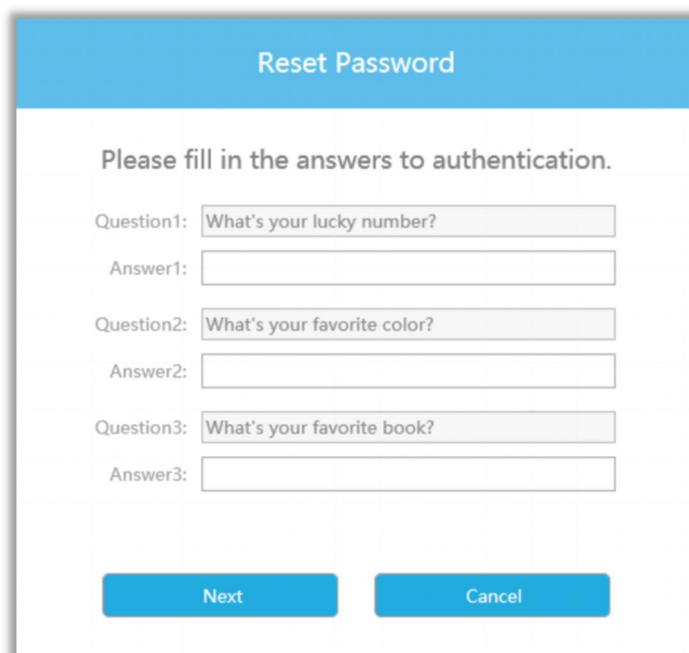 Reset Password
Please fill in the answers to authentication.
Question1: What's your lucky number?
Answer1:
Question2: What's your favorite color?
Answer2:
Question3: What's your favorite book?
Answer3:
Next Cancel